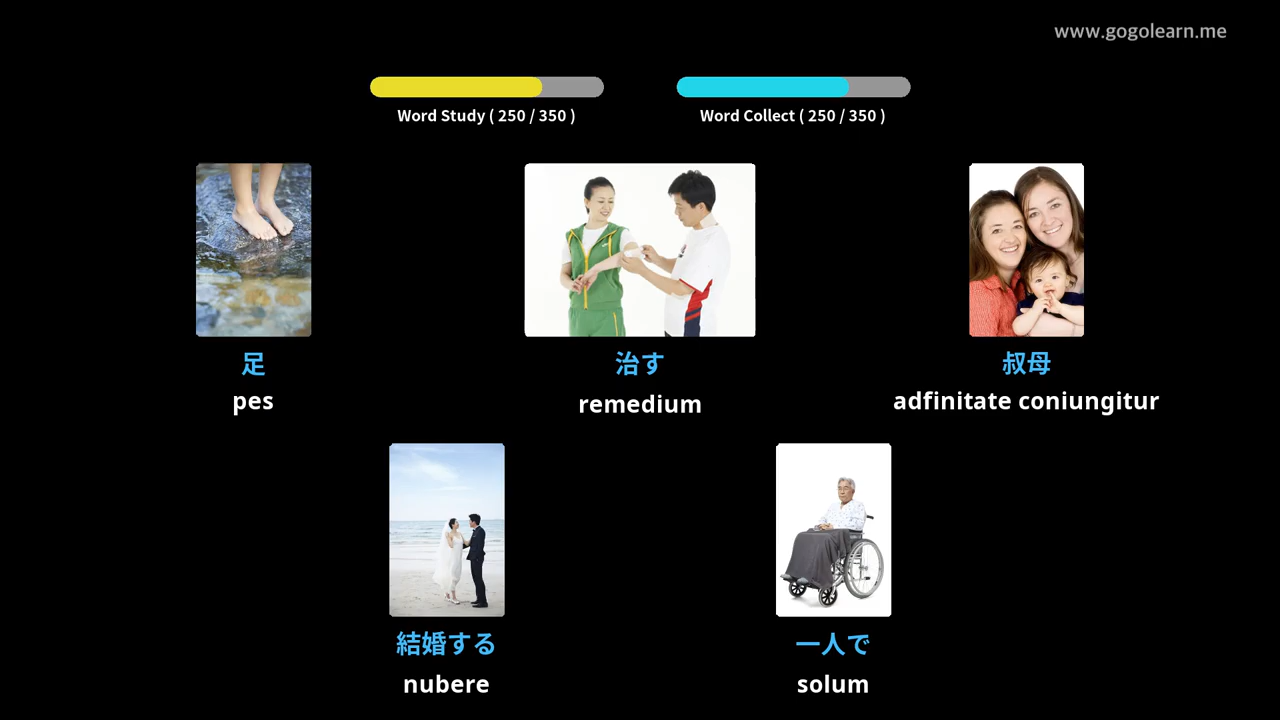 www.gogolearn.me
Word Study ( 250 / 350 )
Word Collect ( 250 / 350 )
足
pes
治す
remedium
叔母
adfinitate coniungitur
結婚する
nubere
一人で
solum